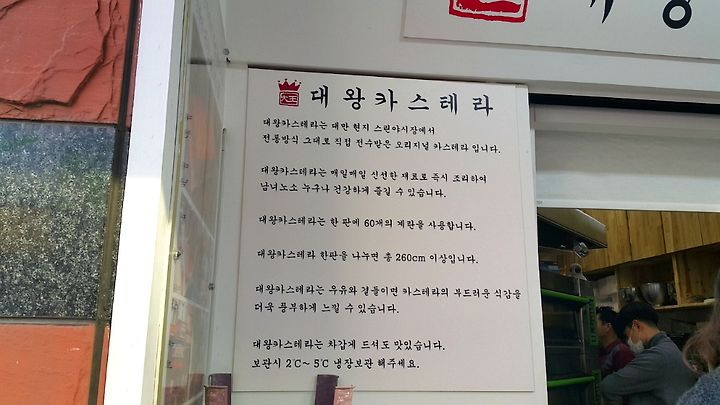 대왕카스테라
대왕카스테라는 대만 현지 스린야시장에서
전통방식 그대로 직접 전수받은 오리지널 카스테라 입니다.
대왕카스테라는 매일매일 신선한 재료로 즉시 조리하여
남녀노소 누구나 건강하게 즐길 수 있습니다.
대왕카스테라는 한 판에 60개의 계란을 사용합니다.
대왕카스테라 한판을 나누면 총 260cm 이상입니다.
대왕카스테라는 우유와 곁들이면 카스테라의 부드러운 식감을
더욱 풍부하게 느낄 수 있습니다.
대왕카스테라는 차갑게 드셔도 맛있습니다.
보관시 2℃~ 5℃ 냉장보관 해주세요.